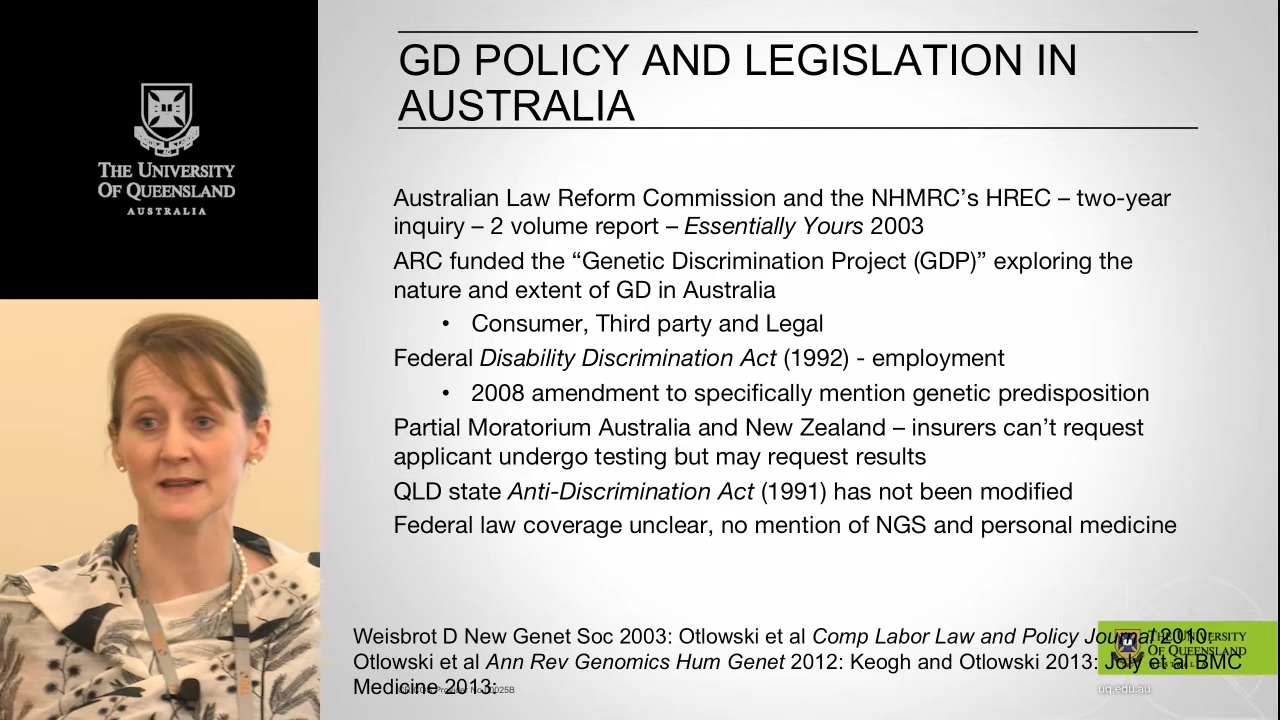 THE UNIVERSITY
OF QUEENSLAND
AUSTRALIA
GD POLICY AND LEGISLATION IN
AUSTRALIA
Australian Law Reform Commission and the NHMRC’s HREC – two-year
inquiry – 2 volume report – Essentially Yours 2003
ARC funded the “Genetic Discrimination Project (GDP)” exploring the
nature and extent of GD in Australia
• Consumer, Third party and Legal
Federal Disability Discrimination Act (1992) - employment
• 2008 amendment to specifically mention genetic predisposition
Partial Moratorium Australia and New Zealand – insurers can’t request
applicant undergo testing but may request results
QLD state Anti-Discrimination Act (1991) has not been modified
Federal law coverage unclear, no mention of NGS and personal medicine
Weisbrot D New Genet Soc 2003: Otlowski et al Comp Labor Law and Policy Journal 2010:
Otlowski et al Ann Rev Genomics Hum Genet 2012: Keogh and Otlowski 2013: Joly et al BMC
Medicine 2013:
THE UNIVERSITY
OF QUEENSLAND
uq.edu.au